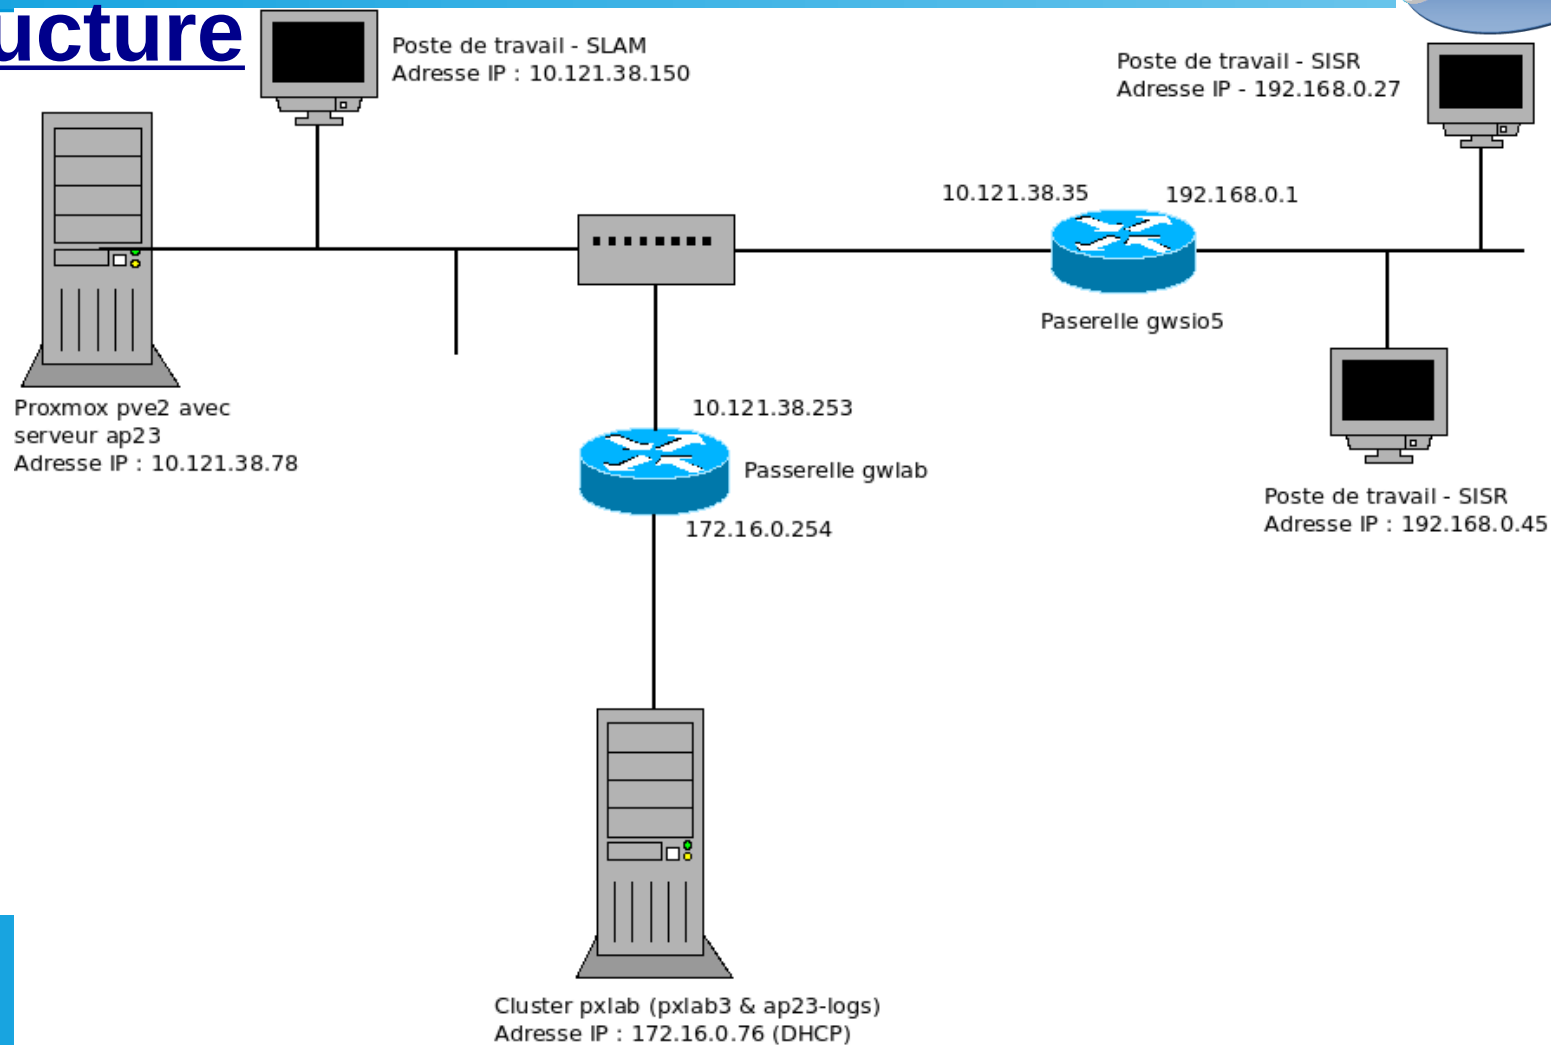 ucture
Poste de travail - SLAM
Adresse IP : 10.121.38.150
Poste de travail - SISR
Adresse IP - 192.168.0.27
10.121.38.35
192.168.0.1
Paserelle gwsio5
Proxmox pve2 avec
serveur ap23
Adresse IP : 10.121.38.78
10.121.38.253
Passerelle gwlab
172.16.0.254
Poste de travail - SISR
Adresse IP : 192.168.0.45
Cluster pxlab (pxlab3 & ap23-logs)
Adresse IP : 172.16.0.76 (DHCP)